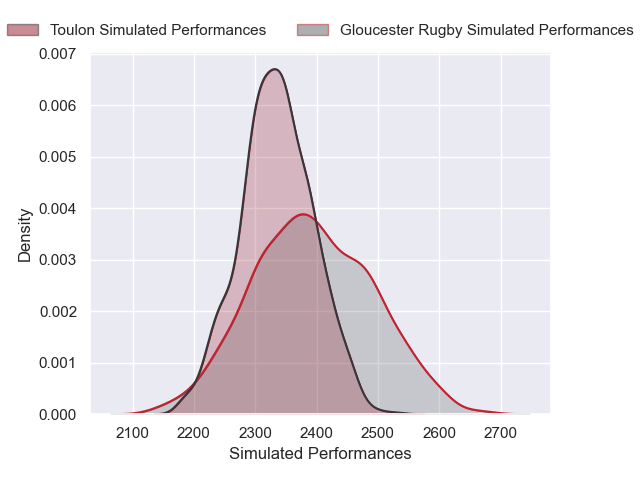 Toulon Simulated Performances
Gloucester Rugby Simulated Performances
0.007
0.006
0.005
0.004
0.003
0.002
0.001
0.000
Density
2100 2200 2300 2400 2500 2600 2700
Simulated Performances